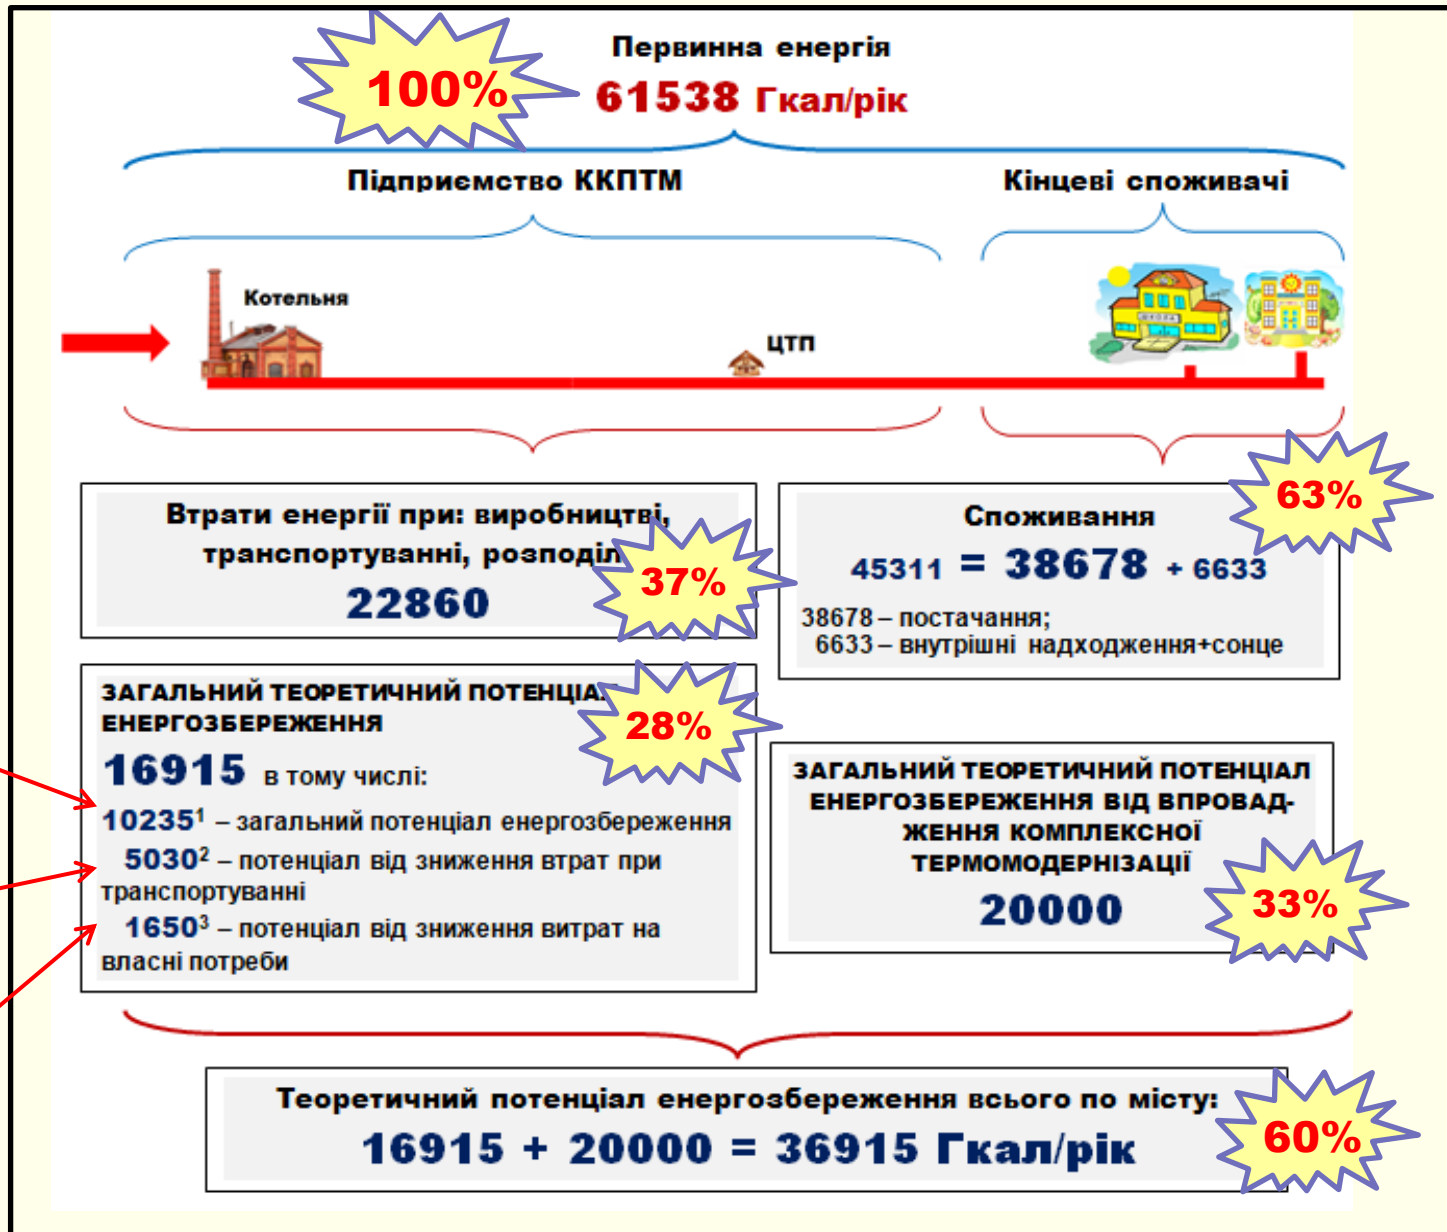 Первинна енергія
100%
61538 Гкал/рік
Підприємство ККПТМ
Кінцеві споживачі
Котельня
ШКОЛА
ЦТП
Втрати енергії при: виробництві,
транспортуванні, розподіл
22860
37%
Споживання
63%
45311 = 38678 + 6633
38678 – постачання;
6633 – внутрішні надходження+сонце
ЗАГАЛЬНИЙ ТЕОРЕТИЧНИЙ ПОТЕНЦІАЛ
ЕНЕРГОЗБЕРЕЖЕННЯ
28%
16915 в тому числі:
10235¹ – загальний потенціал енергозбереження
5030² – потенціал від зниження втрат при
транспортуванні
1650³ – потенціал від зниження витрат на
власні потреби
ЗАГАЛЬНИЙ ТЕОРЕТИЧНИЙ ПОТЕНЦІАЛ
ЕНЕРГОЗБЕРЕЖЕННЯ ВІД ВПРОВАД-
ЖЕННЯ КОМПЛЕКСНОЇ
ТЕРМОМОДЕРНІЗАЦІЇ
20000
33%
Теоретичний потенціал енергозбереження всього по місту:
16915 + 20000 = 36915 Гкал/рік
60%